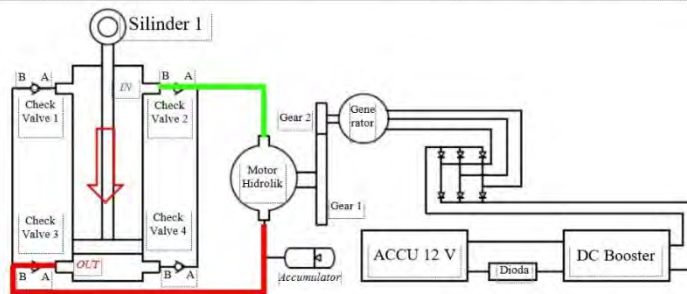 Silinder 1
B A
IN
B A
Check
Valve 1
Check
Valve 2
Gear 2
Gene
rator
Motor
Hidrolik
Gear 1
Check
Valve 3
Check
Valve 4
OUT
B A
B A
Accumulator
ACCU 12 V
Dioda
DC Booster